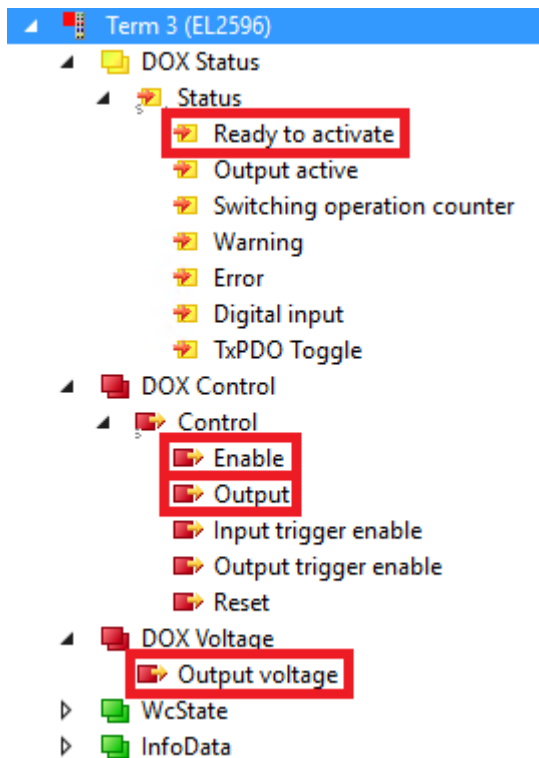 Term 3 (EL2596)
DOX Status
Status
Ready to activate
Output active
Switching operation counter
Warning
Error
Digital input
TxPDO Toggle
DOX Control
Control
Enable
Output
Input trigger enable
Output trigger enable
Reset
DOX Voltage
Output voltage
WcState
InfoData